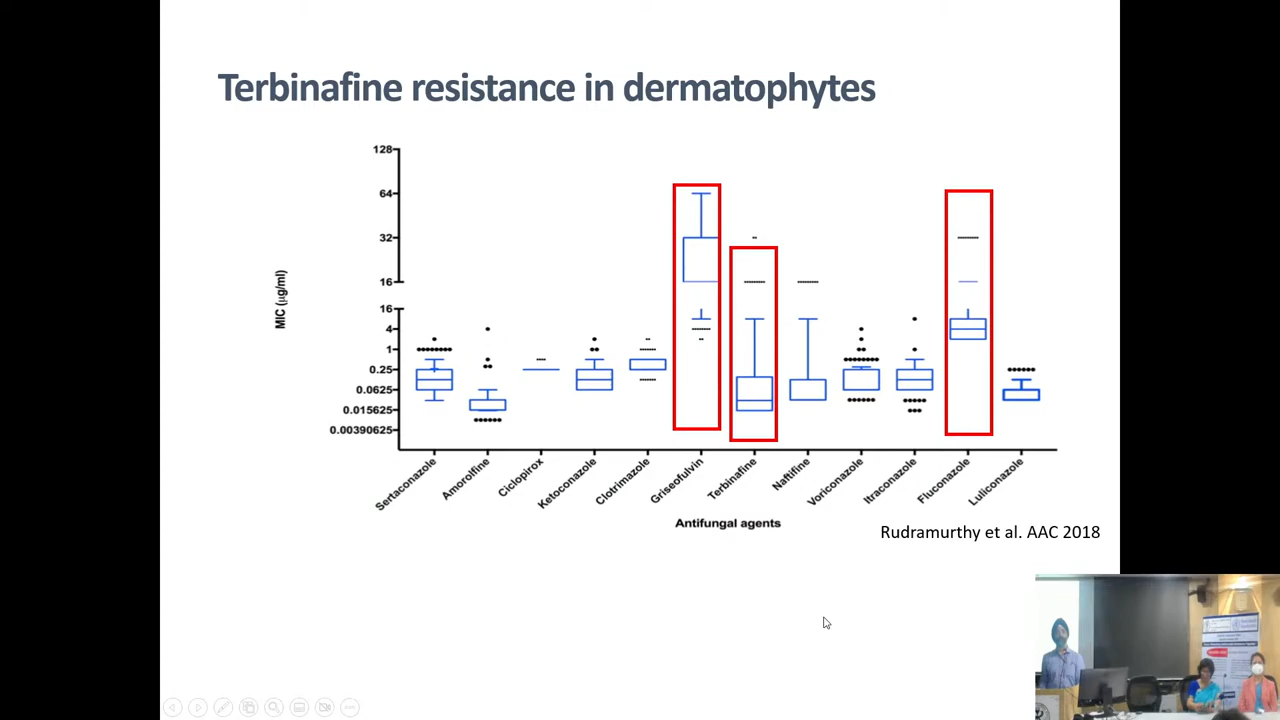 Terbinafine resistance in dermatophytes
128
64
32
16
16
4
1
0.25
0.0625
0.015625
0.00390625
MIC (µg/ml)
Sertaconazole
Amorolfine
Ciclopirox
Ketoconazole
Clotrimazole
Griseofulvin
Terbinafine
Naftifine
Voriconazole
Itraconazole
Fluconazole
Luliconazole
Antifungal agents
Rudramurthy et al. AAC 2018